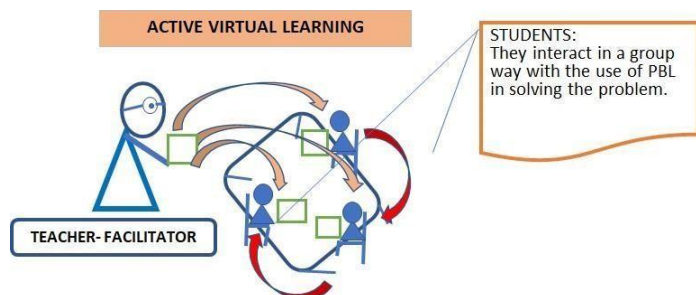 ACTIVE VIRTUAL LEARNING
STUDENTS:
They interact in a group
way with the use of PBL
in solving the problem.
TEACHER- FACILITATOR